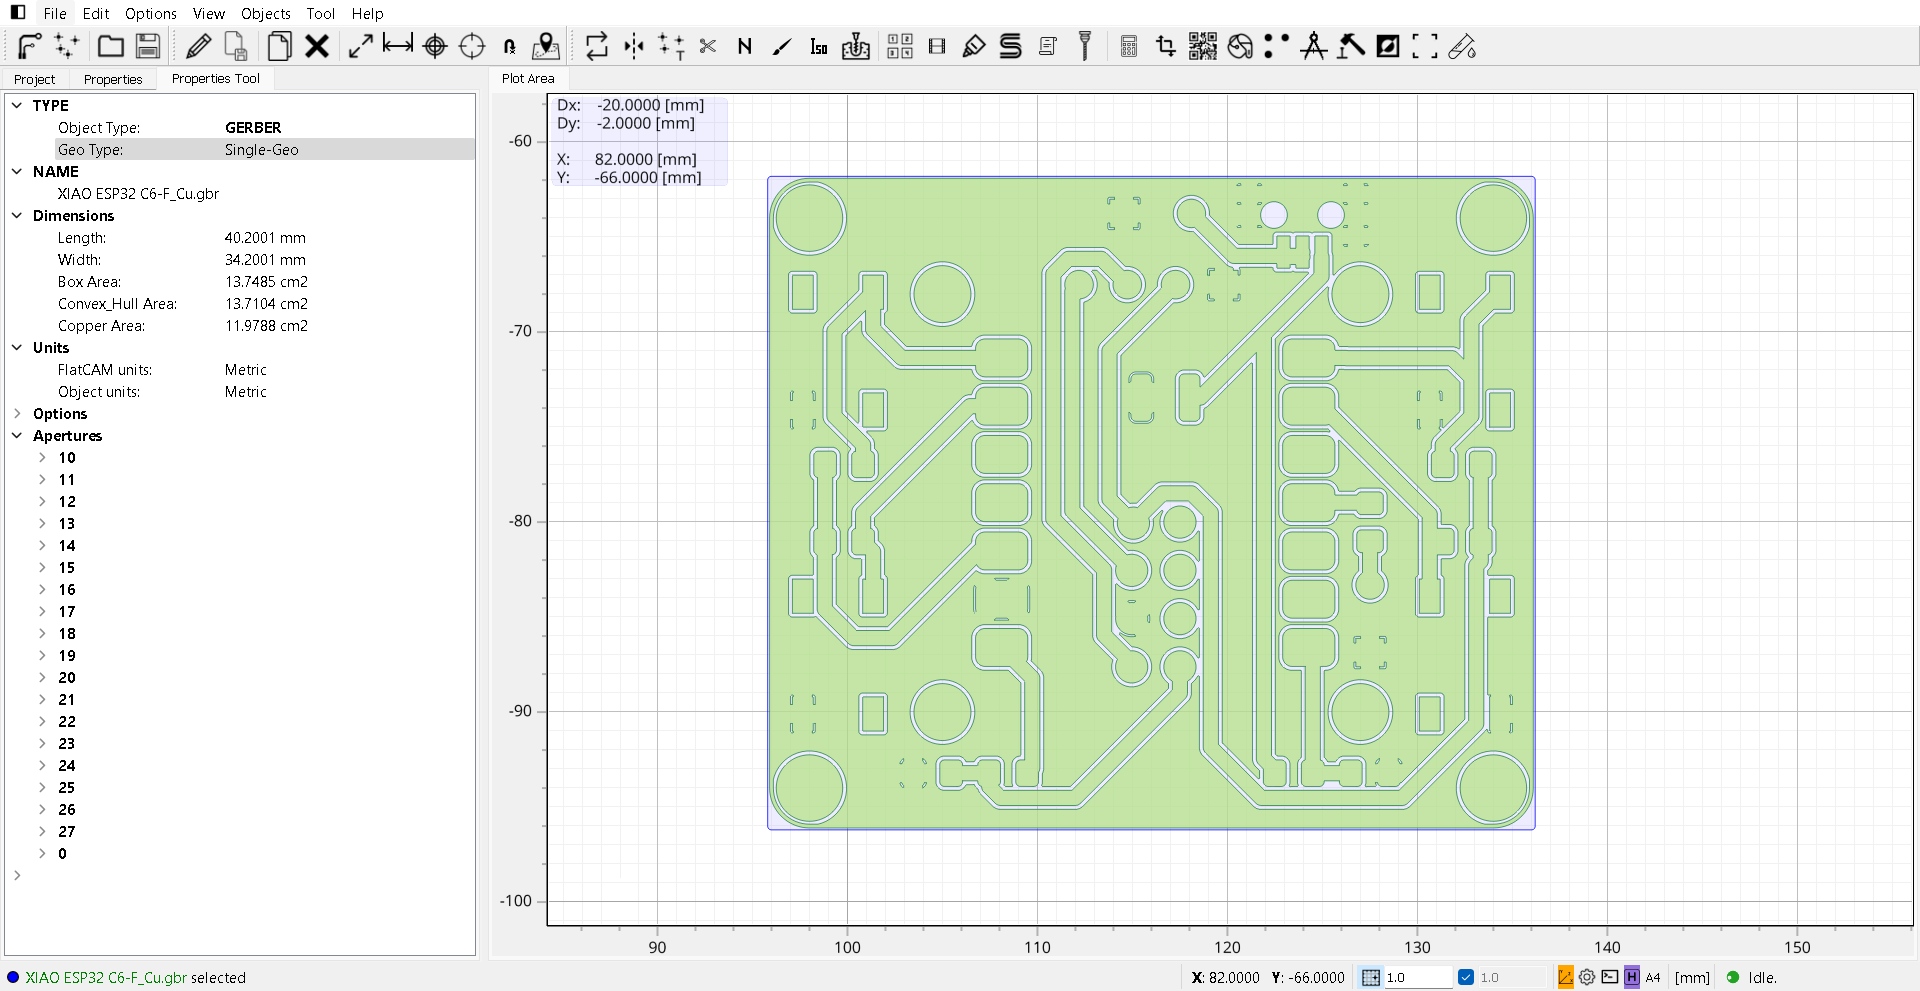 File Edit Options View Objects Tool Help
Project Properties Properties Tool Plot Area
TYPE
Object Type: GERBER
Geo Type: Single-Geo
NAME
XIAO ESP32 C6-F_Cu.gbr
Dimensions
Length: 40.2001 mm
Width: 34.2001 mm
Box Area: 13.7485 cm2
Convex_Hull Area: 13.7104 cm2
Copper Area: 11.9788 cm2
Units
FlatCAM units: Metric
Object units: Metric
Options
Apertures
10
11
12
13
14
15
16
17
18
19
20
21
22
23
24
25
26
27
0
Dx: -20.0000 [mm]
Dy: -2.0000 [mm]
X: 82.0000 [mm]
Y: -66.0000 [mm]
-60
-70
-80
-90
-100
90 100 110 120 130 140 150
XIAO ESP32 C6-F_Cu.gbr selected
X: 82.0000 Y: -66.0000 1.0 1.0 H A4 [mm] Idle.